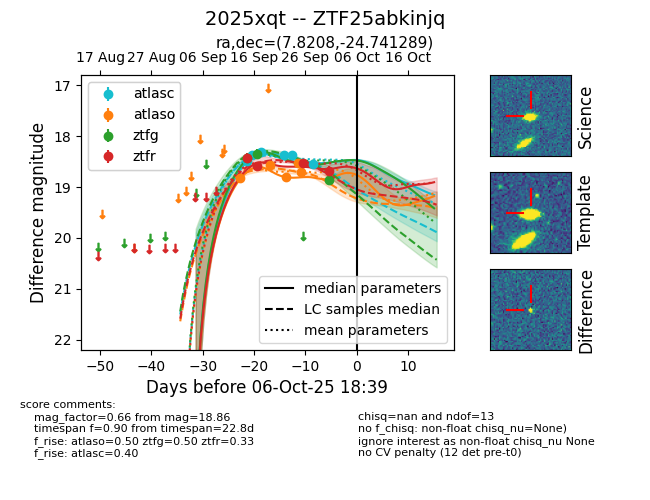 2025xqt -- ZTF25abkinjq
ra,dec=(7.8208,-24.741289)
17 Aug 27 Aug 06 Sep 16 Sep 26 Sep 06 Oct 16 Oct
17
18
19
20
21
22
Difference magnitude
atlasc
atlaso
ztfg
ztfr
median parameters
LC samples median
mean parameters
−50 −40 −30 −20 −10 0 10
Days before 06-Oct-25 18:39
Science
Template
Difference
score comments:
mag_factor=0.66 from mag=18.86
timespan f=0.90 from timespan=22.8d
f_rise: atlaso=0.50 ztfg=0.50 ztfr=0.33
f_rise: atlasc=0.40
chisq=nan and ndof=13
no f_chisq: non-float chisq_nu=None)
ignore interest as non-float chisq_nu None
no CV penalty (12 det pre-t0)